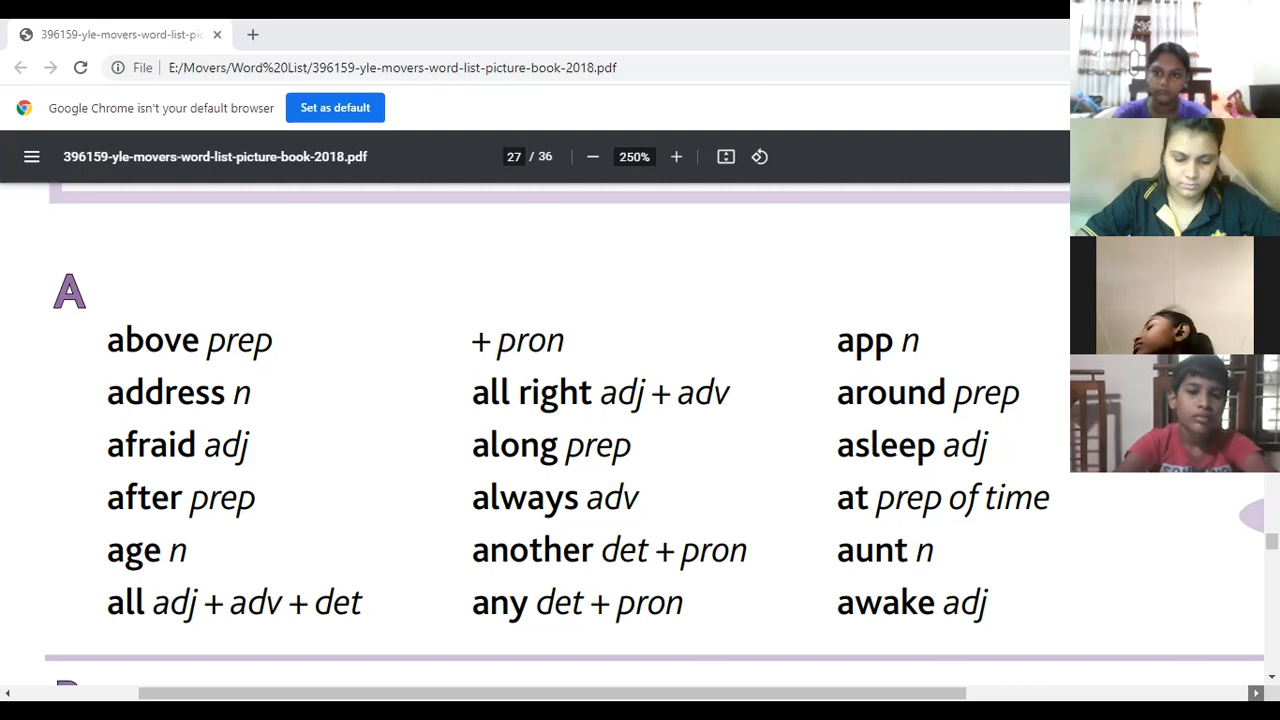 396159-yle-movers-word-list-pic
File
E:/Movers/Word%20List/396159-yle-movers-word-list-picture-book-2018.pdf
Google Chrome isn't your default browser
Set as default
396159-yle-movers-word-list-picture-book-2018.pdf
27 / 36
250%
A
above prep
address n
afraid adj
after prep
age n
all adj + adv + det
+ pron
all right adj + adv
along prep
always adv
another det + pron
any det + pron
app n
around prep
asleep adj
at prep of time
aunt n
awake adj